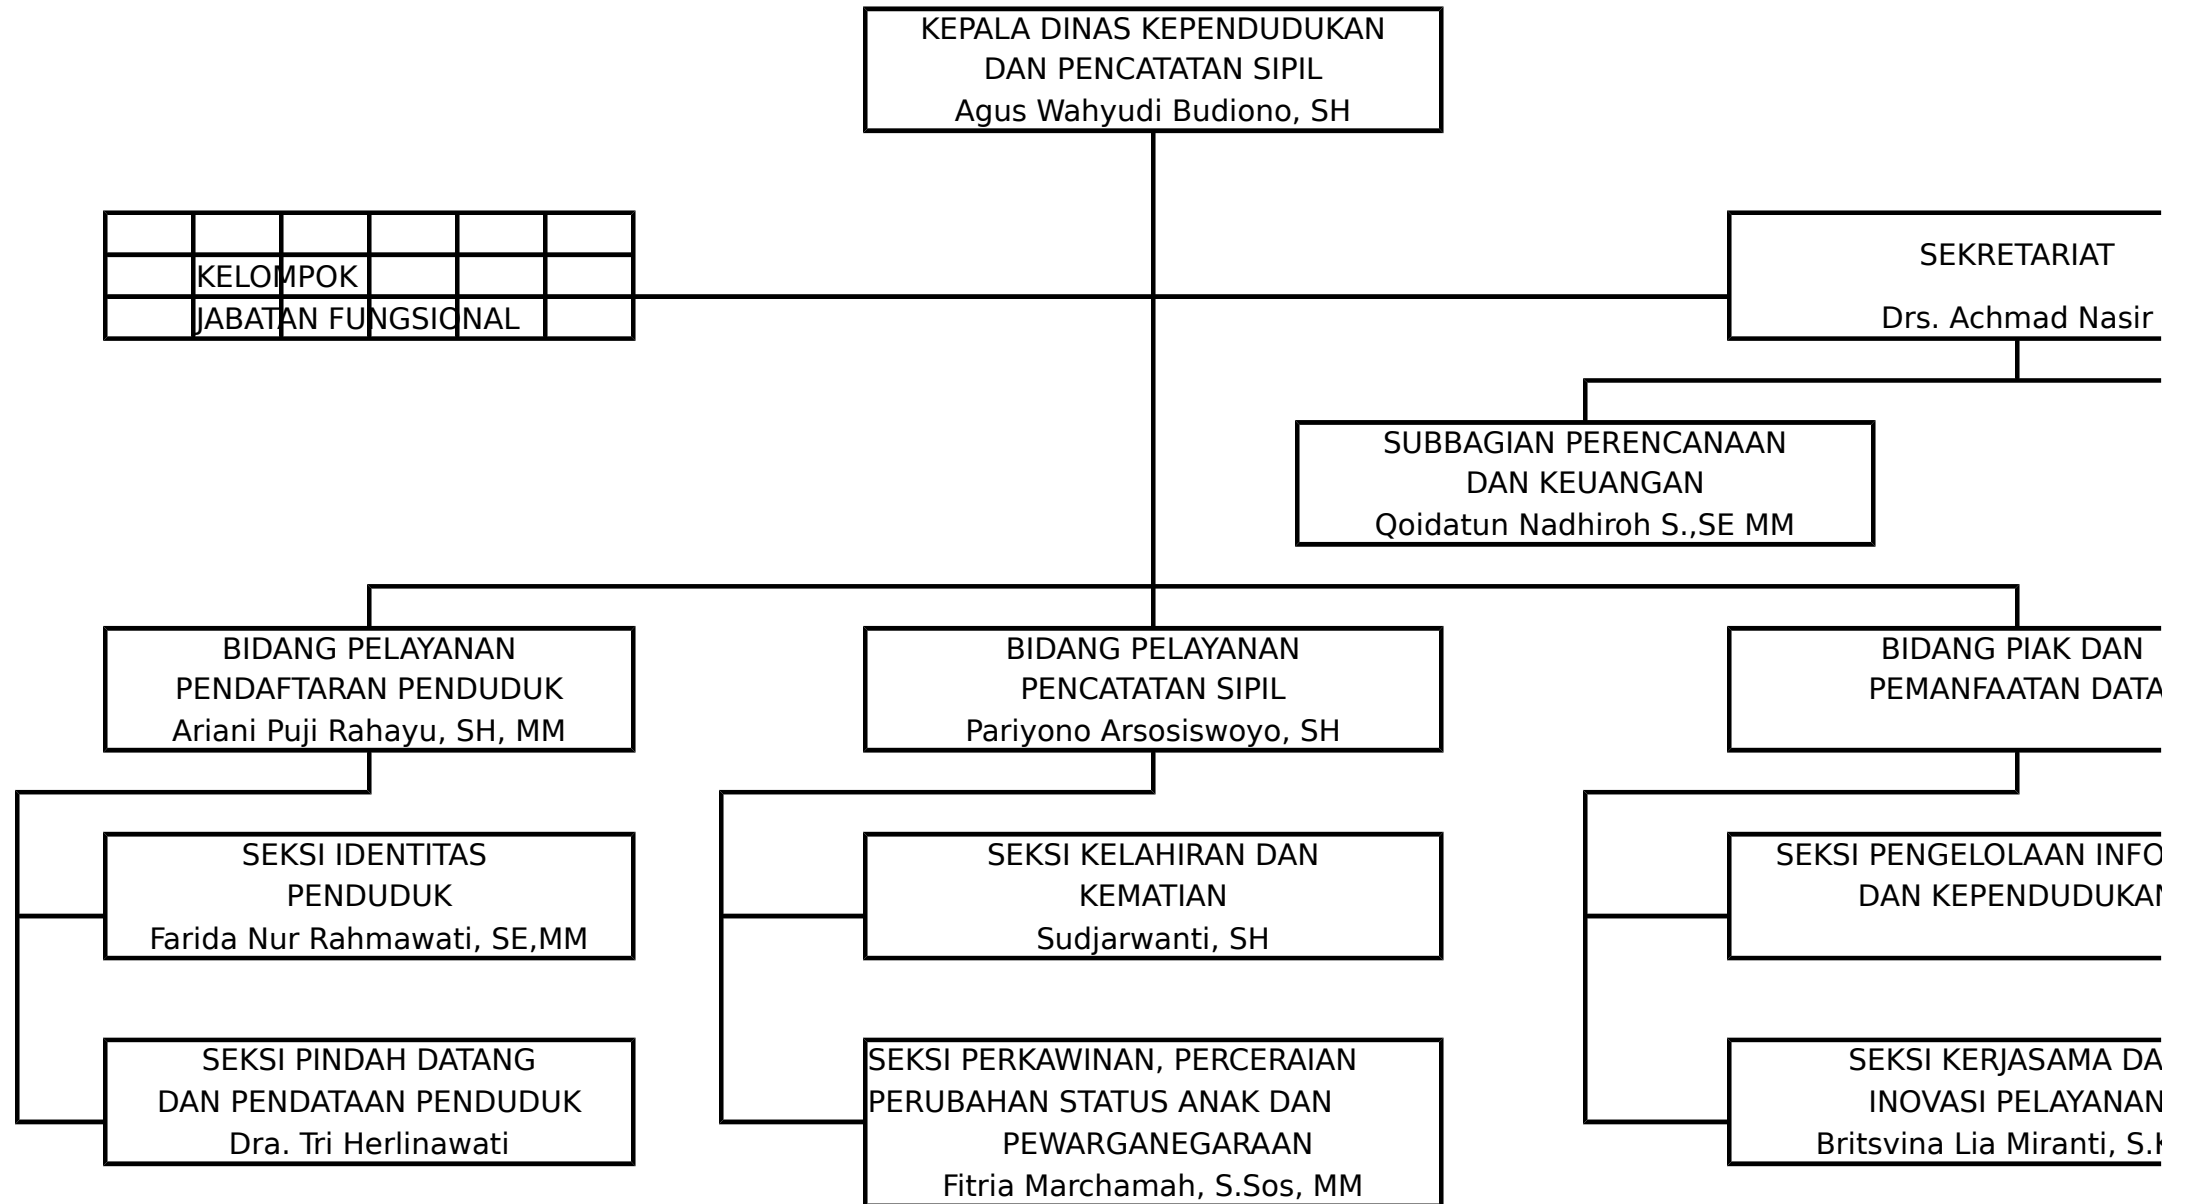 KEPALA DINAS KEPENDUDUKAN
DAN PENCATATAN SIPIL
Agus Wahyudi Budiono, SH
KELOMPOK
JABATAN FUNGSIONAL
SEKRETARIAT
Drs. Achmad Nasir
SUBBAGIAN PERENCANAAN
DAN KEUANGAN
Qoidatun Nadhiroh S.,SE MM
BIDANG PELAYANAN
PENDAFTARAN PENDUDUK
Ariani Puji Rahayu, SH, MM
BIDANG PELAYANAN
PENCATATAN SIPIL
Pariyono Arsosiswoyo, SH
BIDANG PIAK DAN
PEMANFAATAN DATA
SEKSI IDENTITAS
PENDUDUK
Farida Nur Rahmawati, SE,MM
SEKSI KELAHIRAN DAN
KEMATIAN
Sudjarwanti, SH
SEKSI PENGELOLAAN
DAN KEPENDUDUKAN
SEKSI PINDAH DATANG
DAN PENDATAAN PENDUDUK
Dra. Tri Herlinawati
SEKSI PERKAWINAN, PERCERAIAN
PERUBAHAN STATUS ANAK DAN
PEWARGANEGARAAN
Fitria Marchamah, S.Sos, MM
SEKSI KERJASAMA
INOVASI PELAYANAN
Britsvina Lia Miranti,